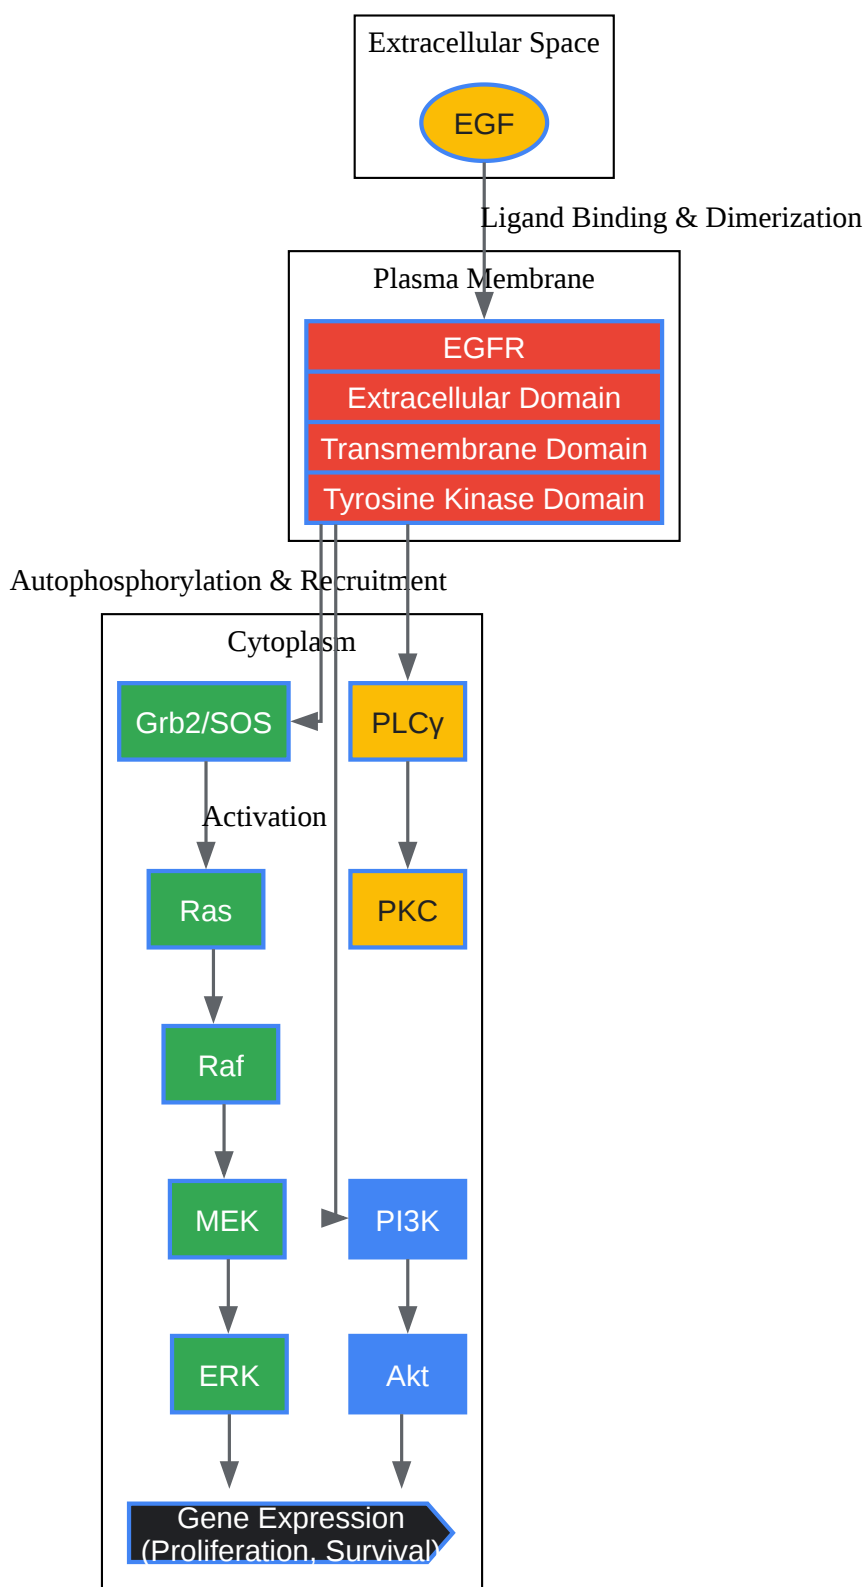 Extracellular Space
EGF
Ligand Binding & Dimerization
Plasma Membrane
EGFR
Extracellular Domain
Transmembrane Domain
Tyrosine Kinase Domain
Autophosphorylation & Recruitment
Cytoplasm
Grb2/SOS
PLCγ
Activation
Ras
PKC
Raf
MEK
PI3K
ERK
Akt
Gene Expression
(Proliferation, Survival)